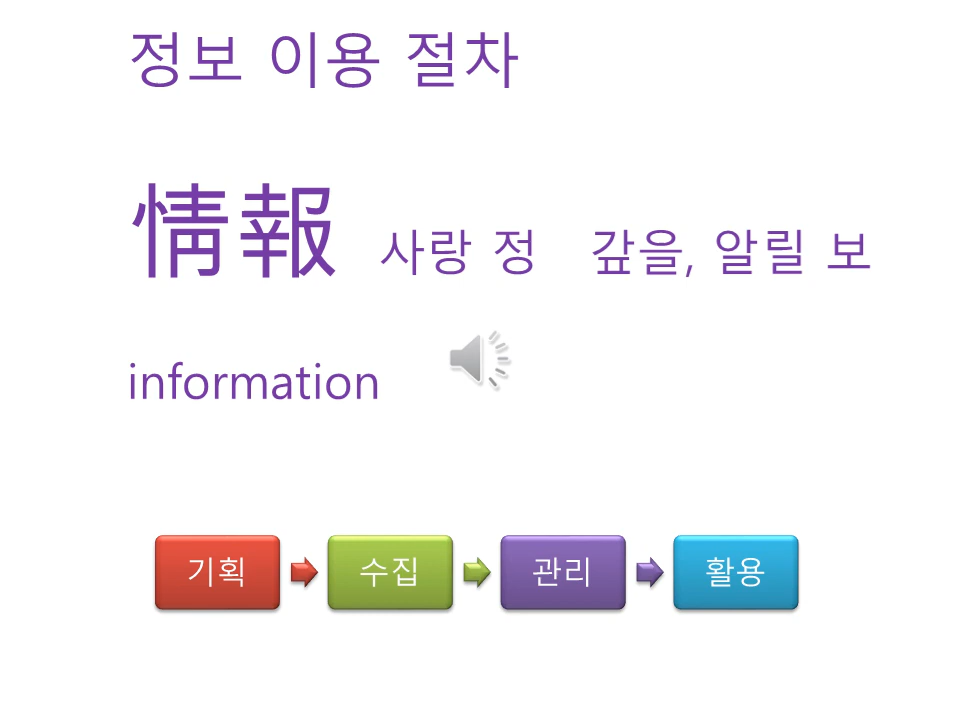 정보 이용 절차
情報 사랑 정 갚을, 알릴 보
information
기획 수집 관리 활용